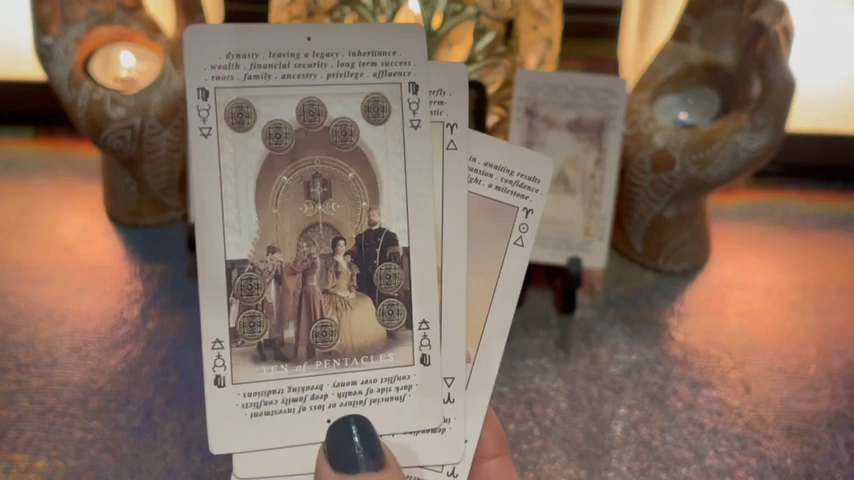 . dynasty . leaving a legacy . inheritance .
wealth . financial security . long term success
. roots . family . ancestry . privilege . affluence .
TEN of PENTACLES
conflict over money . breaking traditions .
dark side of wealth . deep family conflicts .
financial failure or loss of investment
. awaiting results
. confidence .
. a milestone .